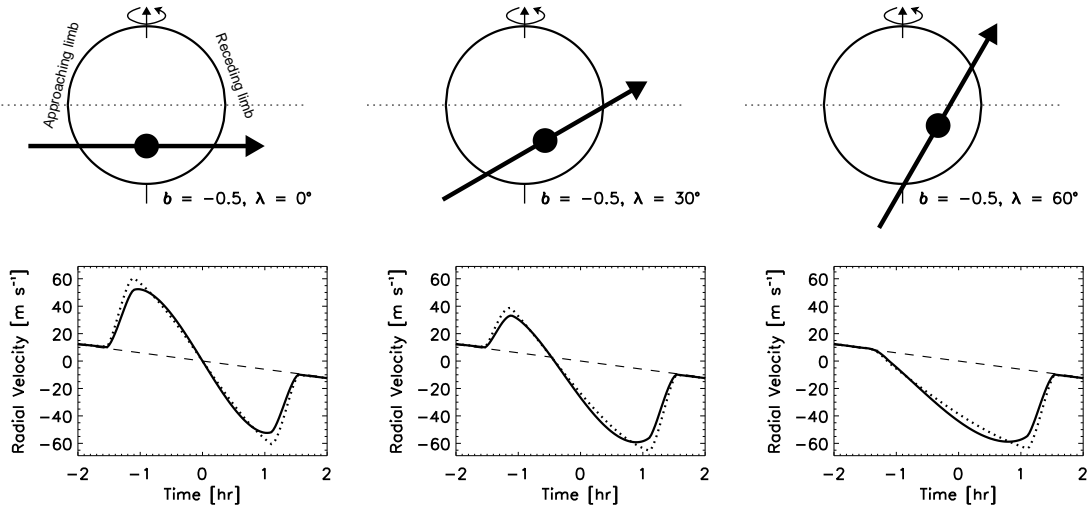 Approaching limb
Receding limb
b = −0.5, λ = 0°
b = −0.5, λ = 30°
b = −0.5, λ = 60°
Radial Velocity [m s⁻¹]
60
40
20
0
−20
−40
−60
−2 −1 0 1 2
Time [hr]
Radial Velocity [m s⁻¹]
60
40
20
0
−20
−40
−60
−2 −1 0 1 2
Time [hr]
Radial Velocity [m s⁻¹]
60
40
20
0
−20
−40
−60
−2 −1 0 1 2
Time [hr]